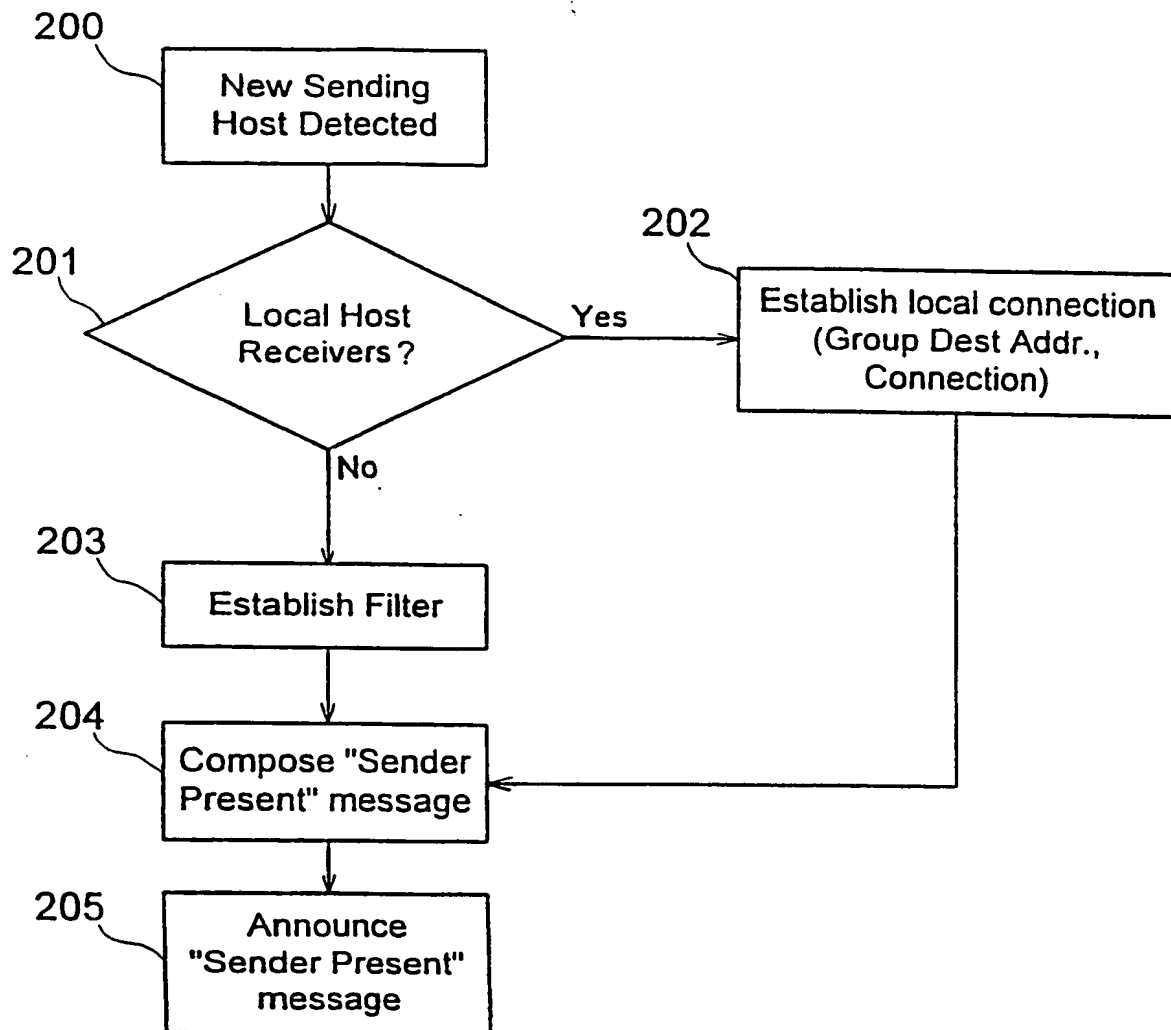 200
New Sending
Host Detected
201
Local Host
Receivers?
Yes
202
Establish local connection
(Group Dest Addr.,
Connection)
No
203
Establish Filter
204
Compose "Sender
Present" message
205
Announce
"Sender Present"
message